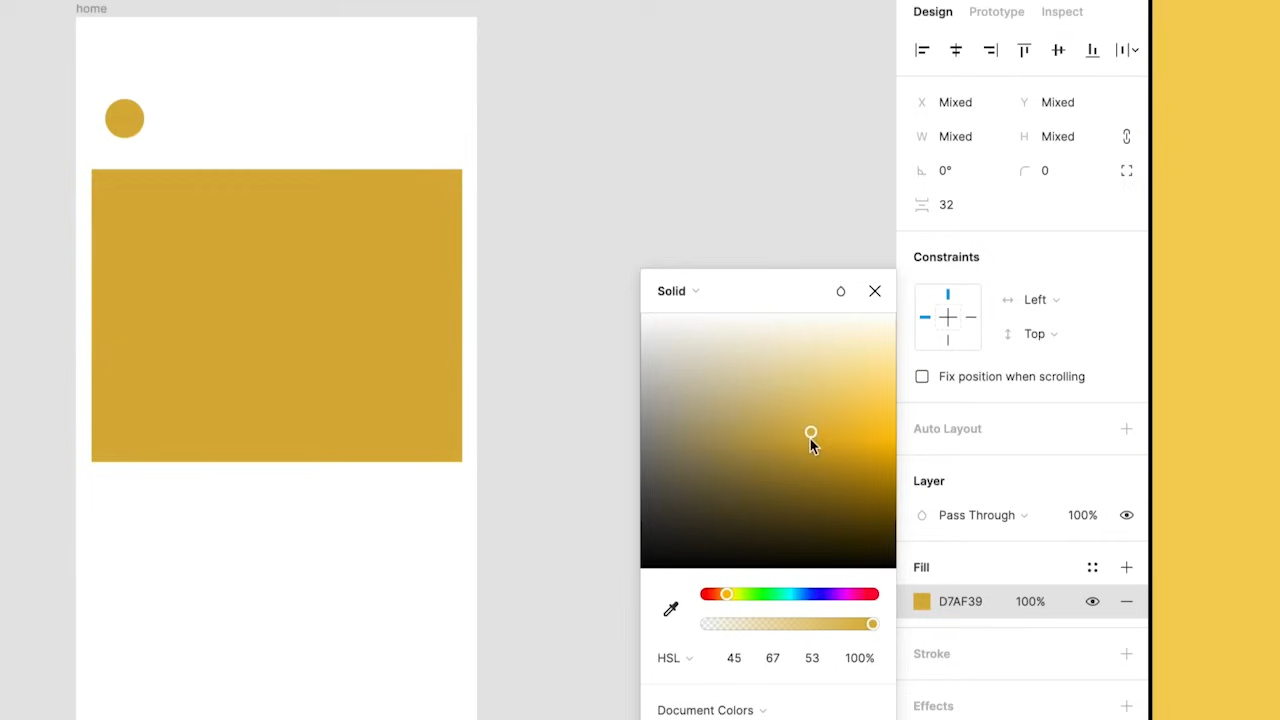 home
Design Prototype Inspect
X Mixed Y Mixed
W Mixed H Mixed
0° 0
32
Constraints
Left
Top
Fix position when scrolling
Auto Layout
Layer
Pass Through 100%
Fill
D7AF39 100%
Stroke
Effects
Solid
HSL 45 67 53 100%
Document Colors